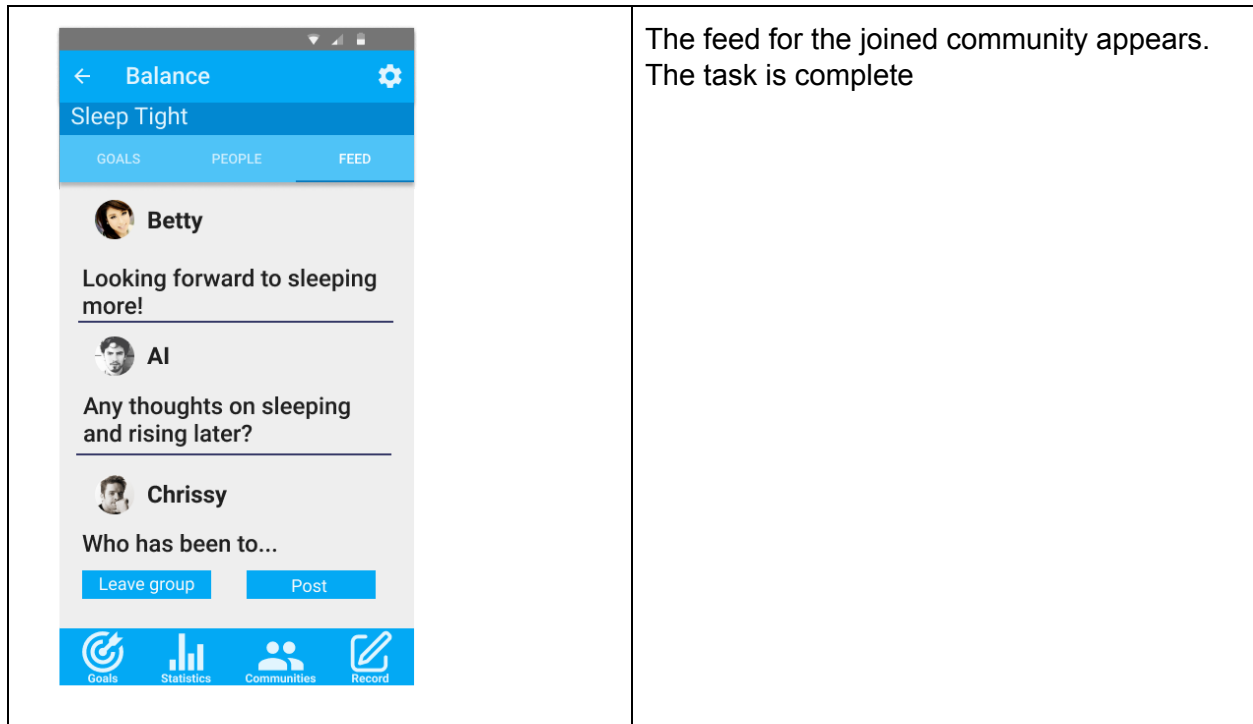 Balance
Sleep Tight
GOALS PEOPLE FEED
Betty
Looking forward to sleeping
more!
Al
Any thoughts on sleeping
and rising later?
Chrissy
Who has been to...
Leave group Post
Goals Statistics Communities Record
The feed for the joined community appears.
The task is complete